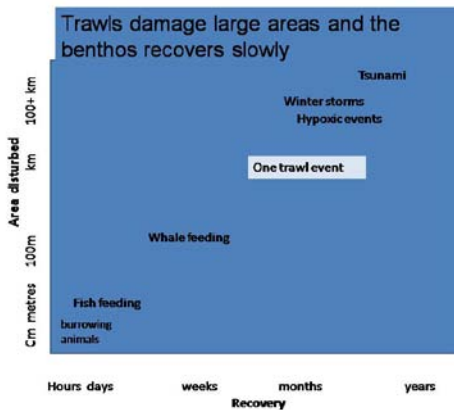 Trawls damage large areas and the
benthos recovers slowly
Tsunami
Winter storms
Hypoxic events
One trawl event
Whale feeding
Fish feeding
burrowing
animals
Area disturbed
100+ km
km
100m
Cm metres
Hours days weeks months years
Recovery